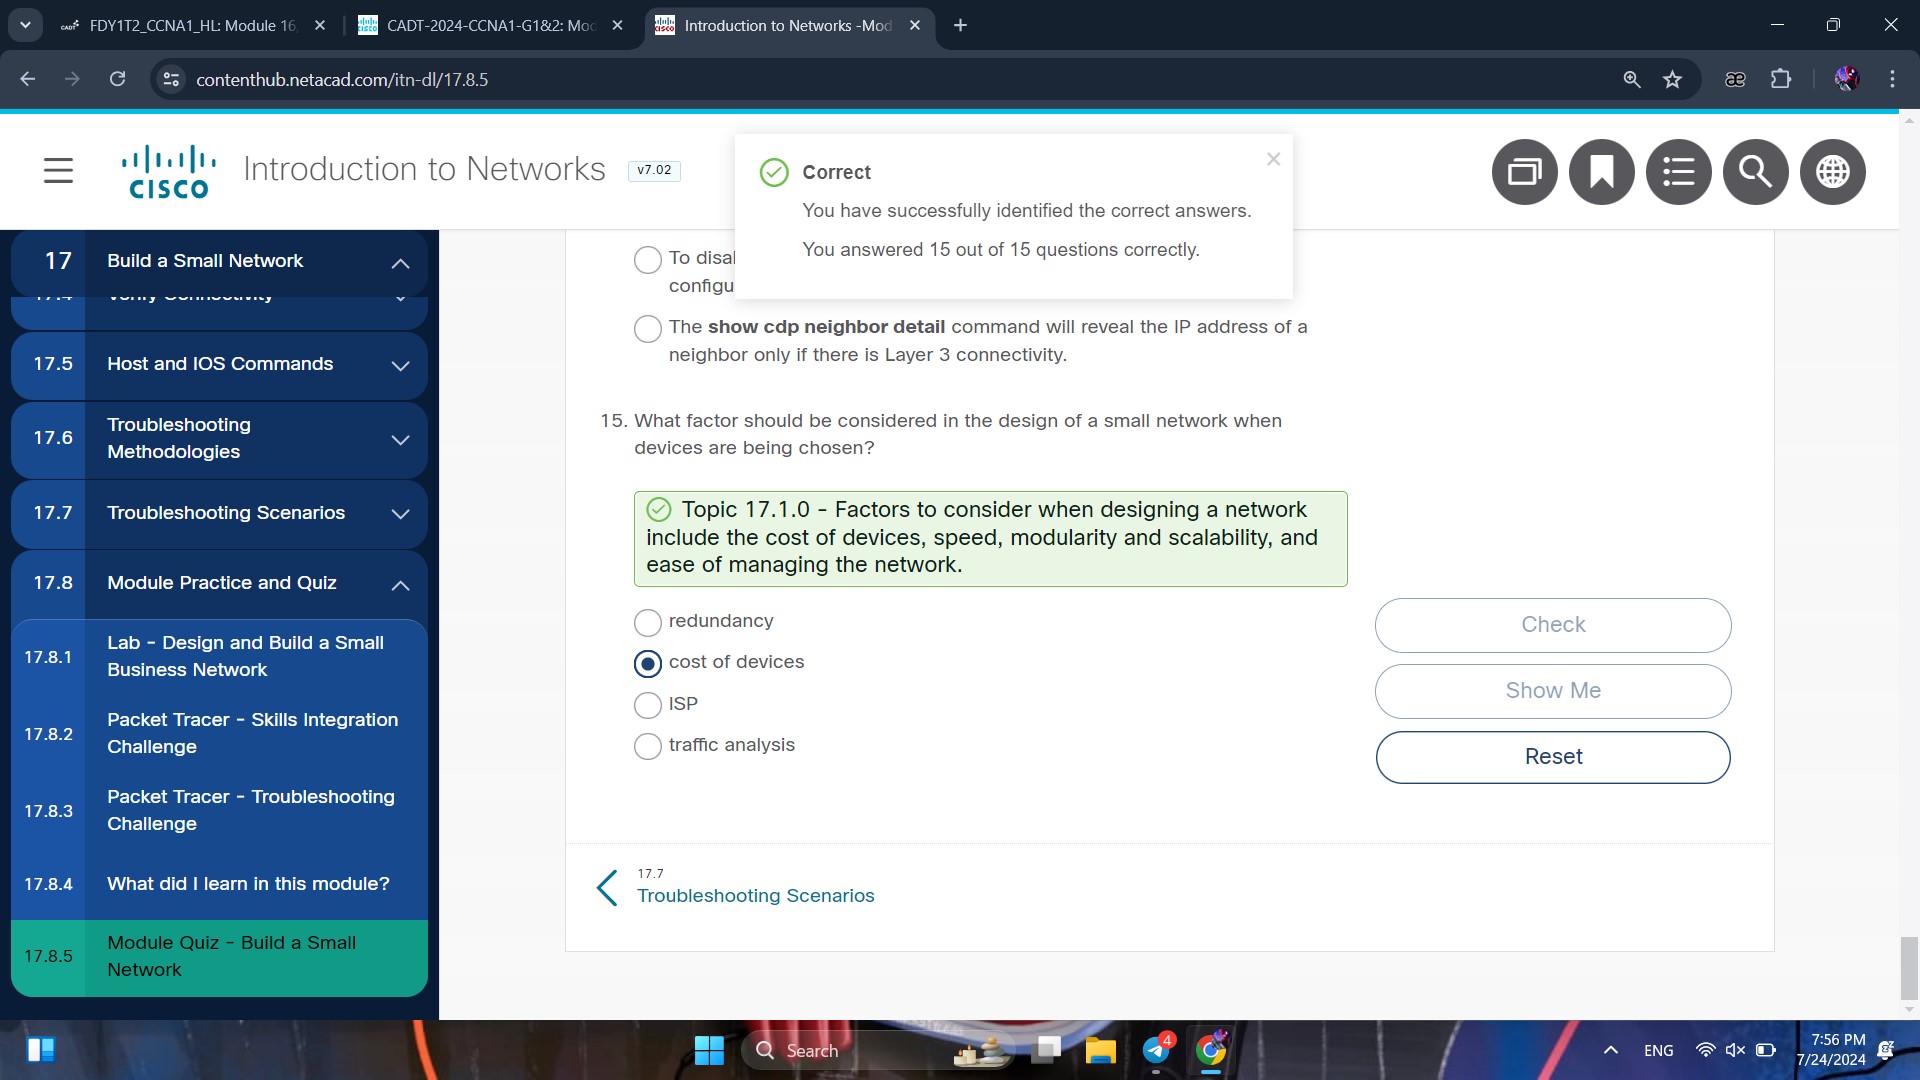 FDY1T2_CCNA1_HL: Module 16,
CADT-2024-CCNA1-G1&2: Mod
Introduction to Networks -Mod
contenthub.netacad.com/itn-dl/17.8.5
CISCO
Introduction to Networks
v7.02
Correct
You have successfully identified the correct answers.
You answered 15 out of 15 questions correctly.
17
Build a Small Network
17.4
Verify Connectivity
17.5
Host and IOS Commands
17.6
Troubleshooting
Methodologies
17.7
Troubleshooting Scenarios
17.8
Module Practice and Quiz
17.8.1
Lab - Design and Build a Small
Business Network
17.8.2
Packet Tracer - Skills Integration
Challenge
17.8.3
Packet Tracer - Troubleshooting
Challenge
17.8.4
What did I learn in this module?
17.8.5
Module Quiz - Build a Small
Network
To disa
configu
The show cdp neighbor detail command will reveal the IP address of a
neighbor only if there is Layer 3 connectivity.
15. What factor should be considered in the design of a small network when
devices are being chosen?
Topic 17.1.0 - Factors to consider when designing a network
include the cost of devices, speed, modularity and scalability, and
ease of managing the network.
redundancy
cost of devices
ISP
traffic analysis
Check
Show Me
Reset
17.7
Troubleshooting Scenarios
Search
4
ENG
7:56 PM
7/24/2024